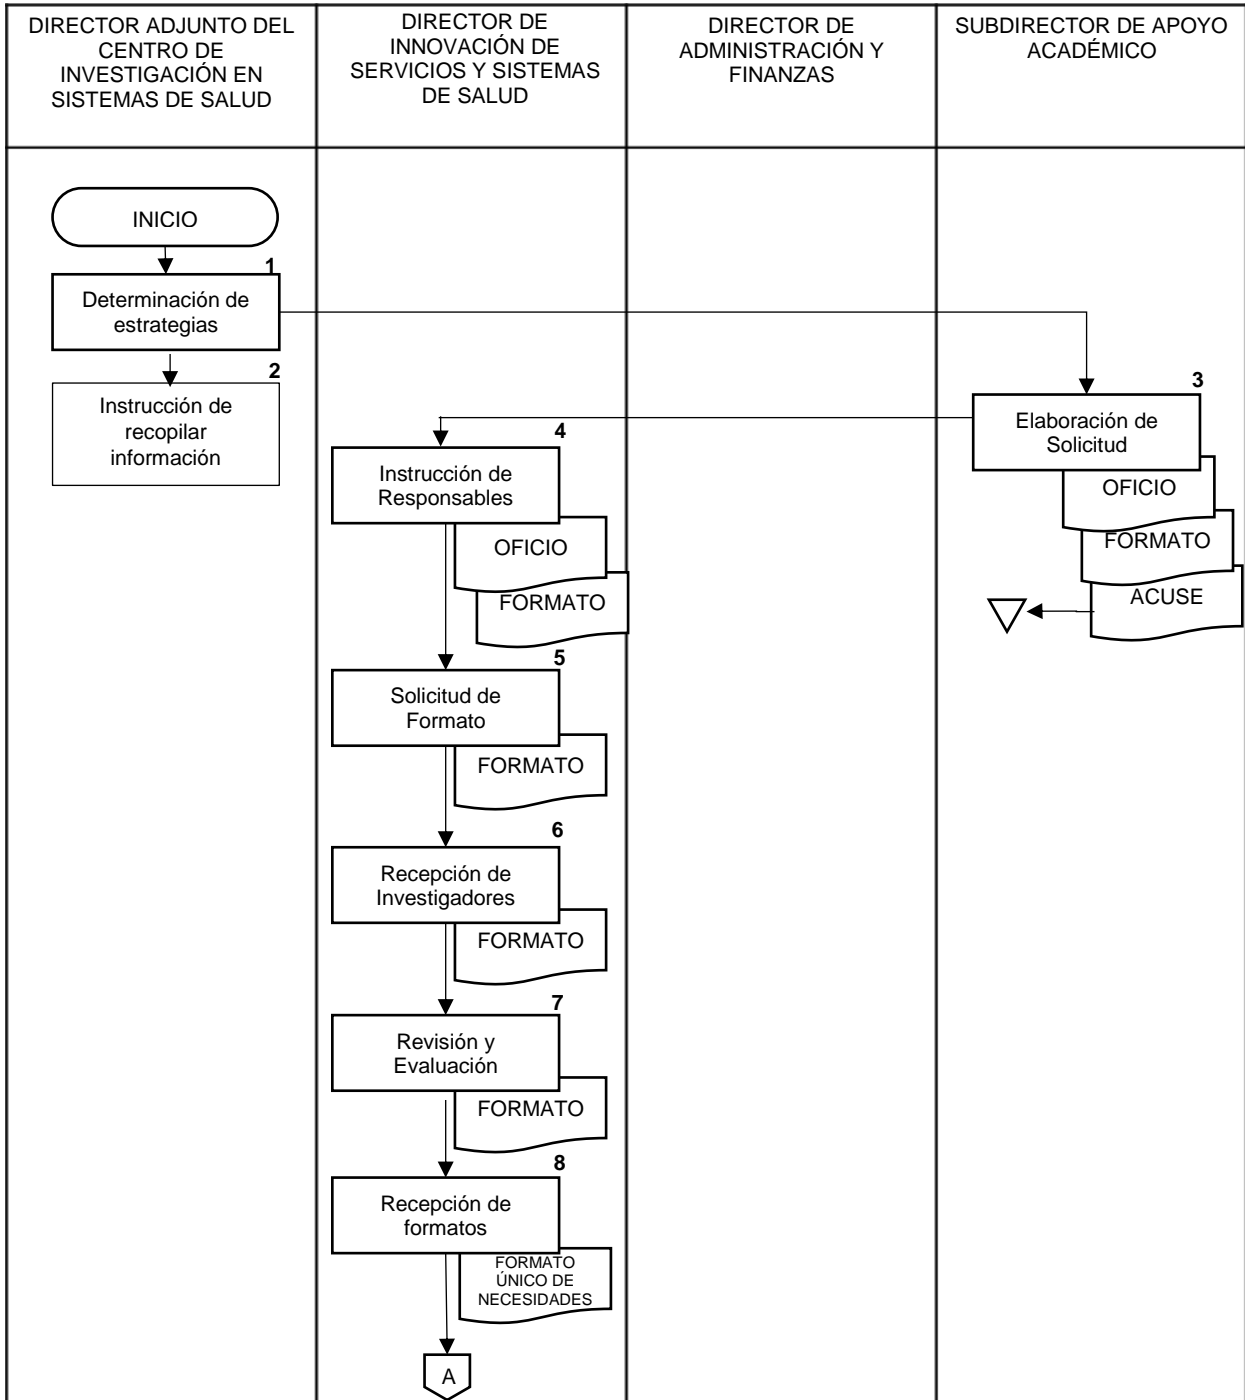 DIRECTOR ADJUNTO DEL
CENTRO DE
INVESTIGACIÓN EN
SISTEMAS DE SALUD
DIRECTOR DE
INNOVACIÓN DE
SERVICIOS Y SISTEMAS
DE SALUD
DIRECTOR DE
ADMINISTRACIÓN Y
FINANZAS
SUBDIRECTOR DE APOYO
ACADÉMICO
INICIO
1
Determinación de
estrategias
2
Instrucción de
recopilar
información
3
Elaboración de
Solicitud
OFICIO
FORMATO
ACUSE
4
Instrucción de
Responsables
OFICIO
FORMATO
5
Solicitud de
Formato
FORMATO
6
Recepción de
Investigadores
FORMATO
7
Revisión y
Evaluación
FORMATO
8
Recepción de
formatos
FORMATO
ÚNICO DE
NECESIDADES
A